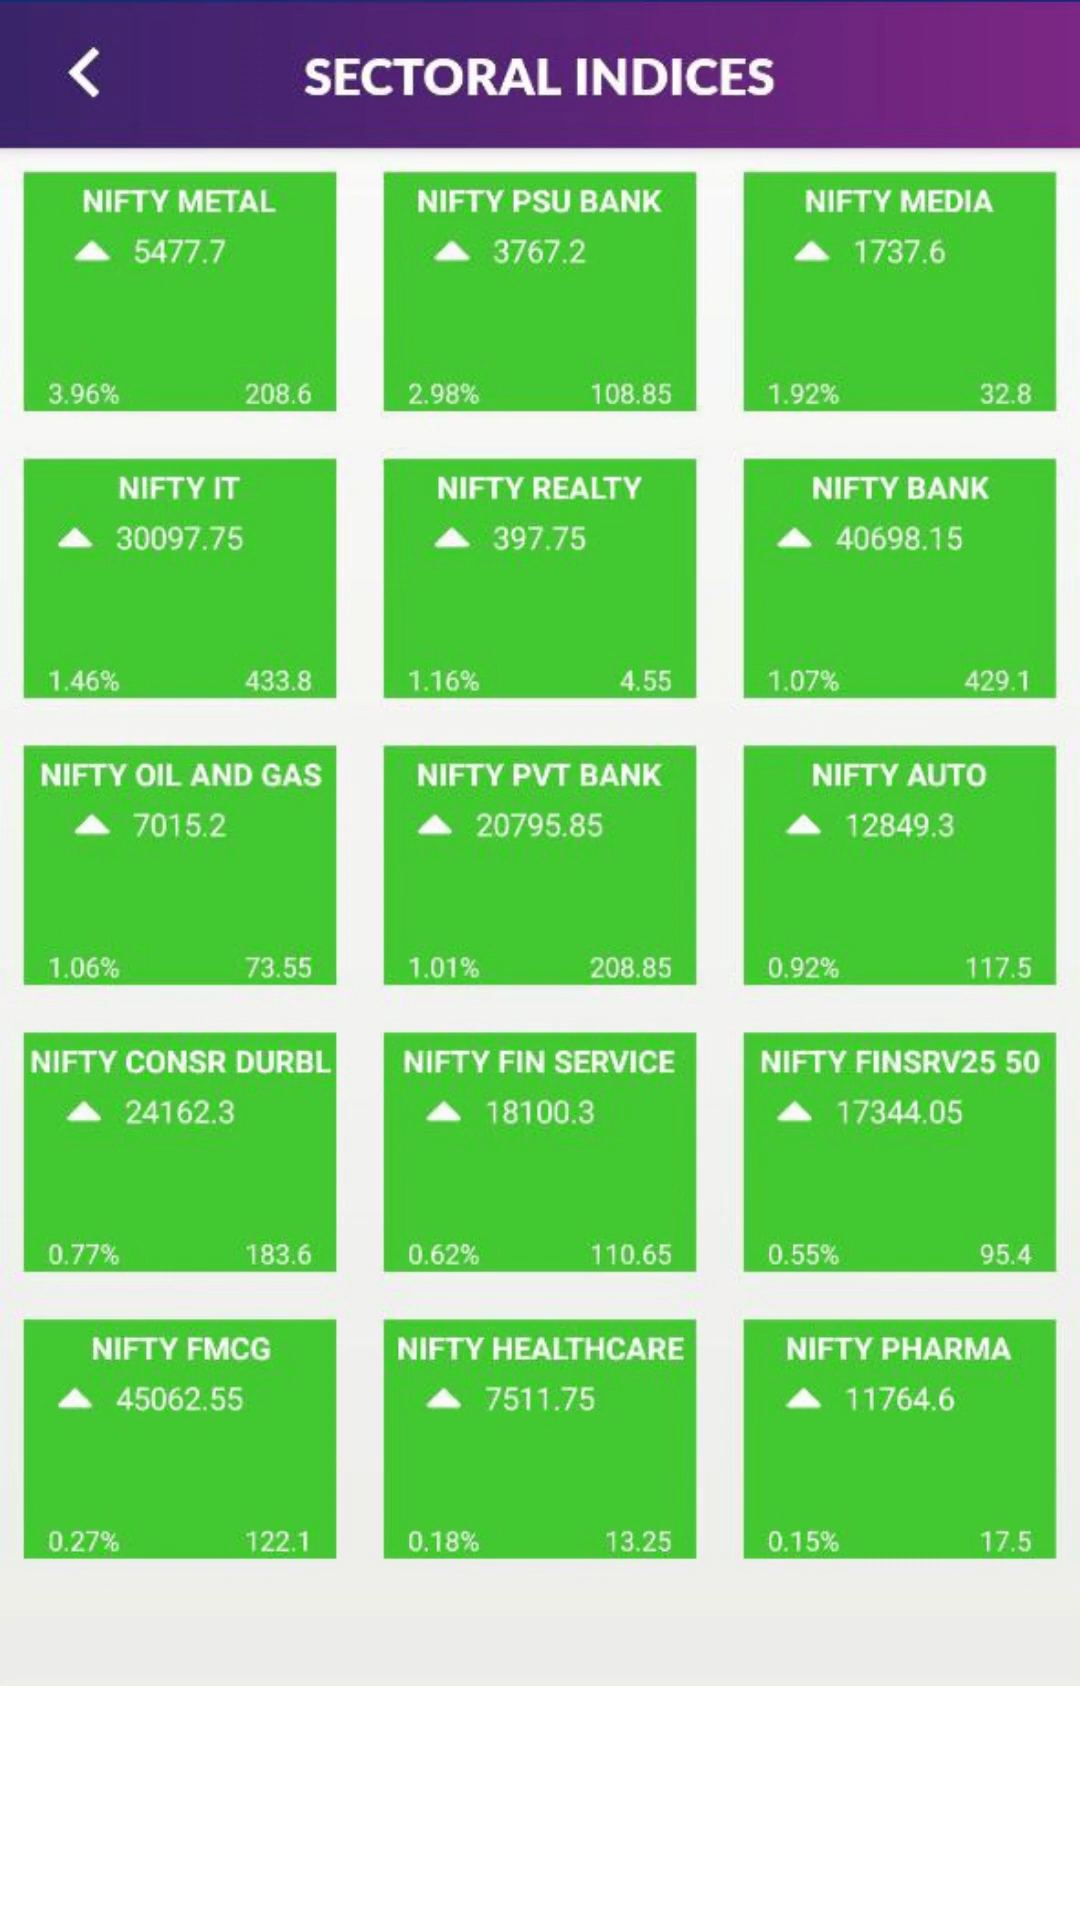 SECTORAL INDICES
NIFTY METAL
5477.7
3.96% 208.6
NIFTY PSU BANK
3767.2
2.98% 108.85
NIFTY MEDIA
1737.6
1.92% 32.8
NIFTY IT
30097.75
1.46% 433.8
NIFTY REALTY
397.75
1.16% 4.55
NIFTY BANK
40698.15
1.07% 429.1
NIFTY OIL AND GAS
7015.2
1.06% 73.55
NIFTY PVT BANK
20795.85
1.01% 208.85
NIFTY AUTO
12849.3
0.92% 117.5
NIFTY CONSR DURBL
24162.3
0.77% 183.6
NIFTY FIN SERVICE
18100.3
0.62% 110.65
NIFTY FINSRV25 50
17344.05
0.55% 95.4
NIFTY FMCG
45062.55
0.27% 122.1
NIFTY HEALTHCARE
7511.75
0.18% 13.25
NIFTY PHARMA
11764.6
0.15% 17.5